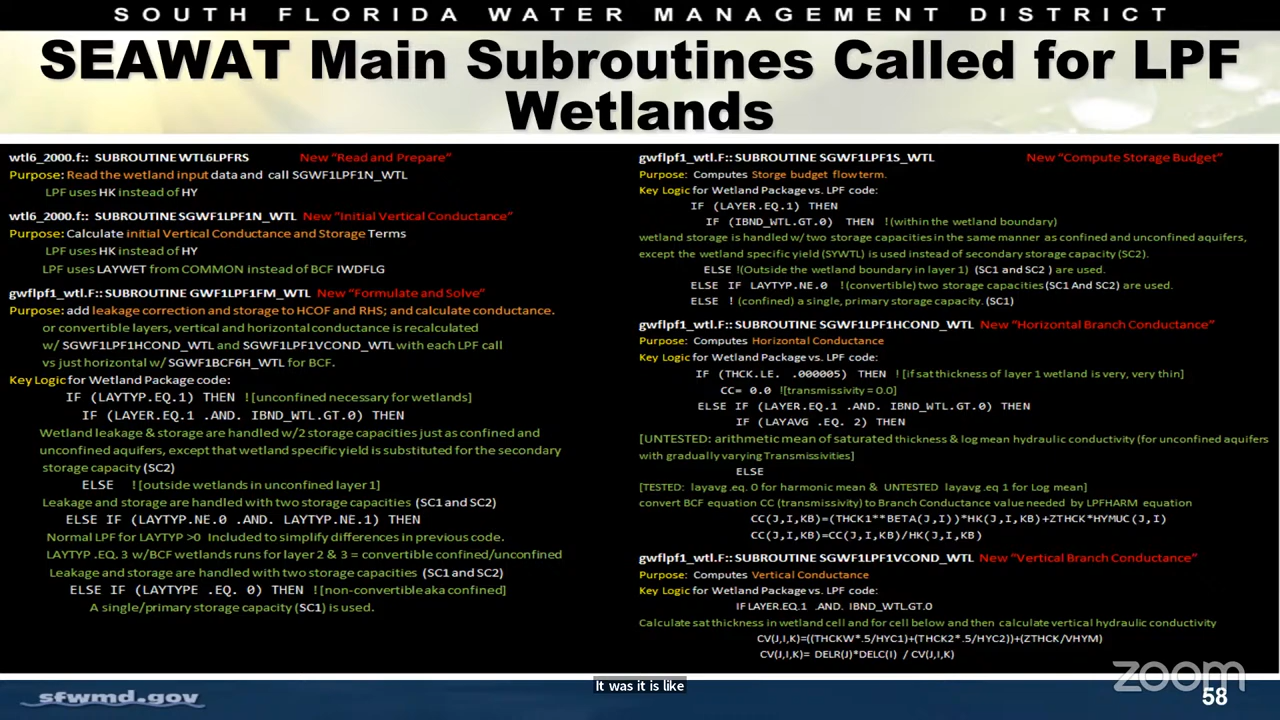 SOUTH FLORIDA WATER MANAGEMENT DISTRICT
SEAWAT Main Subroutines Called for LPF
Wetlands
wtl6_2000.f:: SUBROUTINE WTL6LPFRS New "Read and Prepare"
Purpose: Read the wetland input data and call SGWF1LPF1N_WTL
LPF uses HK instead of HY
wtl6_2000.f:: SUBROUTINE SGWF1LPF1N_WTL New "Initial Vertical Conductance"
Purpose: Calculate initial Vertical Conductance and Storage Terms
LPF uses HK instead of HY
LPF uses LAYWET from COMMON instead of BCF IWDFLG
gwflpf1_wtl.F:: SUBROUTINE GWF1LPF1FM_WTL New "Formulate and Solve"
Purpose: add leakage correction and storage to HCOF and RHS; and calculate conductance.
or convertible layers, vertical and horizontal conductance is recalculated
w/ SGWF1LPF1HCOND_WTL and SGWF1LPF1VCOND_WTL with each LPF call
vs just horizontal w/ SGWF1BCF6H_WTL for BCF.
Key Logic for Wetland Package code:
IF (LAYTYP.EQ.1) THEN ![unconfined necessary for wetlands]
IF (LAYER.EQ.1 .AND. IBND_WTL.GT.0) THEN
Wetland leakage & storage are handled w/2 storage capacities just as confined and
unconfined aquifers, except that wetland specific yield is substituted for the secondary
storage capacity (SC2)
ELSE ![outside wetlands in unconfined layer1]
Leakage and storage are handled with two storage capacities (SC1 and SC2)
ELSE IF (LAYTYP.NE.0 .AND. LAYTYP.NE.1) THEN
Normal LPF for LAYTYP >0 Included to simplify differences in previous code.
LAYTYP .EQ. 3 w/BCF wetlands runs for layer 2 & 3 = convertible confined/unconfined
Leakage and storage are handled with two storage capacities (SC1 and SC2)
ELSE IF (LAYTYPE .EQ. 0) THEN ![non-convertible aka confined]
A single/primary storage capacity (SC1) is used.
gwflpf1_wtl.F:: SUBROUTINE SGWF1LPF1S_WTL New "Compute Storage Budget"
Purpose: Computes Storge budget flow term.
Key Logic for Wetland Package vs. LPF code:
IF (LAYER.EQ.1) THEN
IF (IBND_WTL.GT.0) THEN !(within the wetland boundary)
wetland storage is handled w/ two storage capacities in the same manner as confined and unconfined aquifers,
except the wetland specific yield (SYWTL) is used instead of secondary storage capacity (SC2).
ELSE !(Outside the wetland boundary in layer 1) (SC1 and SC2 ) are used.
ELSE IF LAYTYP.NE.0 ! (convertible) two storage capacities (SC1 And SC2) are used.
ELSE ! (confined) a single, primary storage capacity. (SC1)
gwflpf1_wtl.F:: SUBROUTINE SGWF1LPF1HCOND_WTL New "Horizontal Branch Conductance"
Purpose: Computes Horizontal Conductance
Key Logic for Wetland Package vs. LPF code:
IF (THCK.LE. .000005) THEN ! [if sat thickness of layer 1 wetland is very, very thin]
CC= 0.0 ![transmissivity = 0.0]
ELSE IF (LAYER.EQ.1 .AND. IBND_WTL.GT.0) THEN
IF (LAYAVG .EQ. 2) THEN
[UNTESTED: arithmetic mean of saturated thickness & log mean hydraulic conductivity (for unconfined aquifers
with gradually varying Transmissivities]
ELSE
[TESTED: layavg .eq. 0 for harmonic mean & UNTESTED layavg .eq 1 for Log mean]
convert BCF equation CC (transmissivity) to Branch Conductance value needed by LPFHARM equation
CC(J,I,KB)=(THCK1**BETA(J,I))*HK(J,I,KB)+ZTHCK*HYMUC(J,I)
CC(J,I,KB)=CC(J,I,KB)/HK(J,I,KB)
gwflpf1_wtl.F:: SUBROUTINE SGWF1LPF1VCOND_WTL New "Vertical Branch Conductance"
Purpose: Computes Vertical Conductance
Key Logic for Wetland Package vs. LPF code:
IF LAYER.EQ.1 .AND. IBND_WTL.GT.0
Calculate sat thickness in wetland cell and for cell below and then calculate vertical hydraulic conductivity
CV(J,I,K)=((THCKW*.5/HYC1)+(THCK2*.5/HYC2))+(ZTHCK/VHYM)
CV(J,I,K)= DELR(J)*DELC(I) / CV(J,I,K)
zoom
sfwmd.gov
It was it is like
58